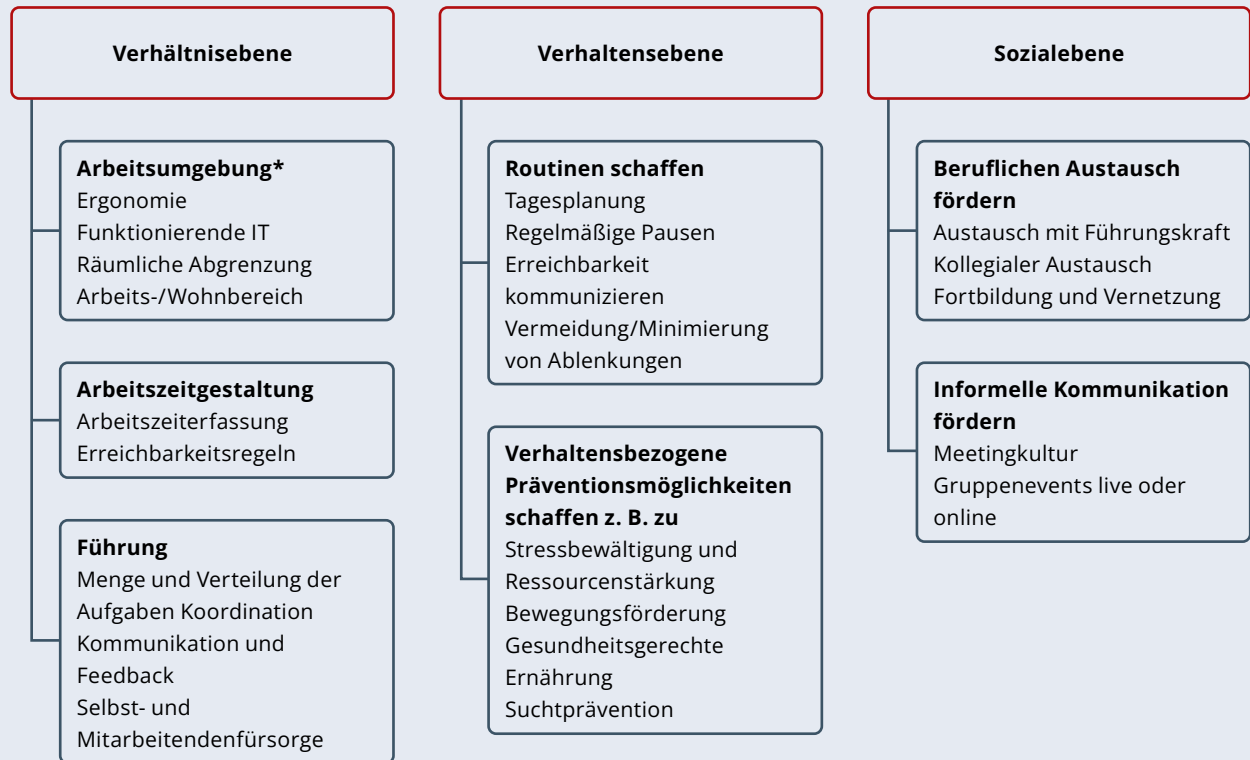 Verhältnisebene
Arbeitsumgebung*
Ergonomie
Funktionierende IT
Räumliche Abgrenzung
Arbeits-/Wohnbereich
Arbeitszeitgestaltung
Arbeitszeiterfassung
Erreichbarkeitsregeln
Führung
Menge und Verteilung der
Aufgaben Koordination
Kommunikation und
Feedback
Selbst- und
Mitarbeitendenfürsorge
Verhaltensebene
Routinen schaffen
Tagesplanung
Regelmäßige Pausen
Erreichbarkeit
kommunizieren
Vermeidung/Minimierung
von Ablenkungen
Verhaltensbezogene
Präventionsmöglichkeiten
schaffen z. B. zu
Stressbewältigung und
Ressourcenstärkung
Bewegungsförderung
Gesundheitsgerechte
Ernährung
Suchtprävention
Sozialebene
Beruflichen Austausch
fördern
Austausch mit Führungskraft
Kollegialer Austausch
Fortbildung und Vernetzung
Informelle Kommunikation
fördern
Meetingkultur
Gruppenevents live oder
online